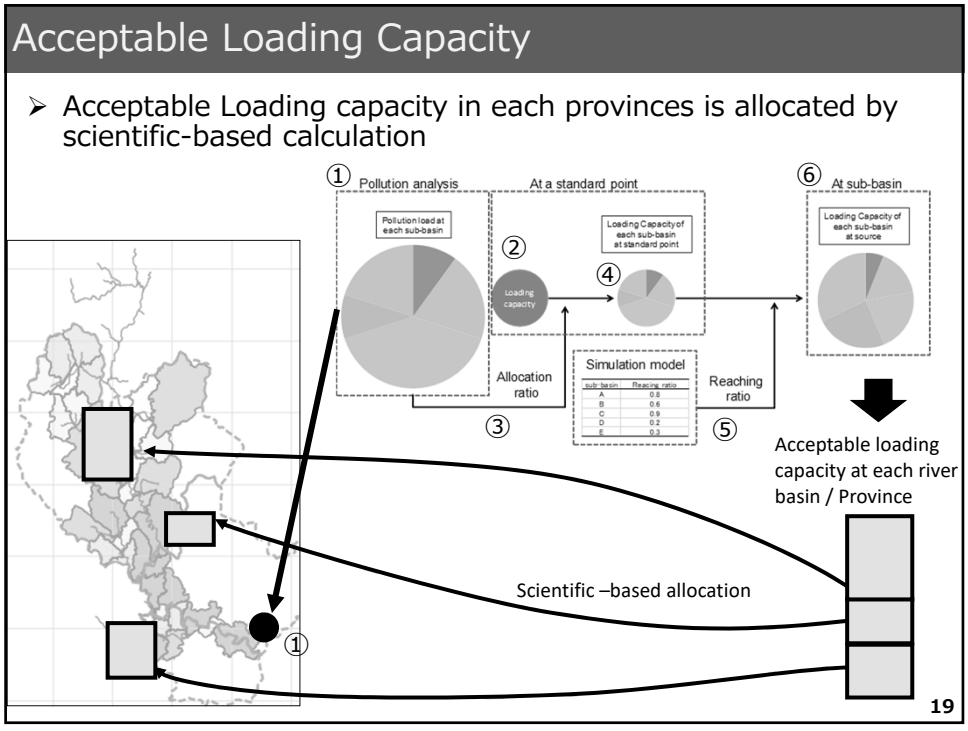 Acceptable Loading Capacity
➢ Acceptable Loading capacity in each provinces is allocated by
scientific-based calculation
① Pollution analysis
At a standard point
⑥ At sub-basin
Pollution load at
each sub-basin
②
Loading
capacity
Loading Capacity of
each sub-basin
at standard point
④
Loading Capacity of
each sub-basin
at source
Allocation
ratio
③
Simulation model
sub-basin Reacing ratio
A 0.8
B 0.6
C 0.9
D 0.2
E 0.3
Reaching
ratio
⑤
Acceptable loading
capacity at each river
basin / Province
Scientific –based allocation
①
19